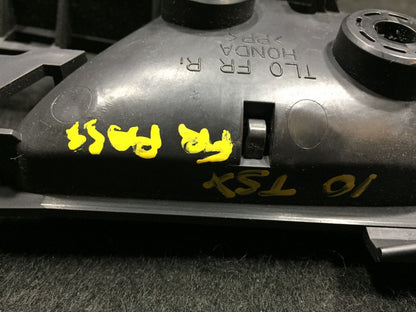 TL0 FR R
HONDA
>PP<
FR PASS
10 TSX